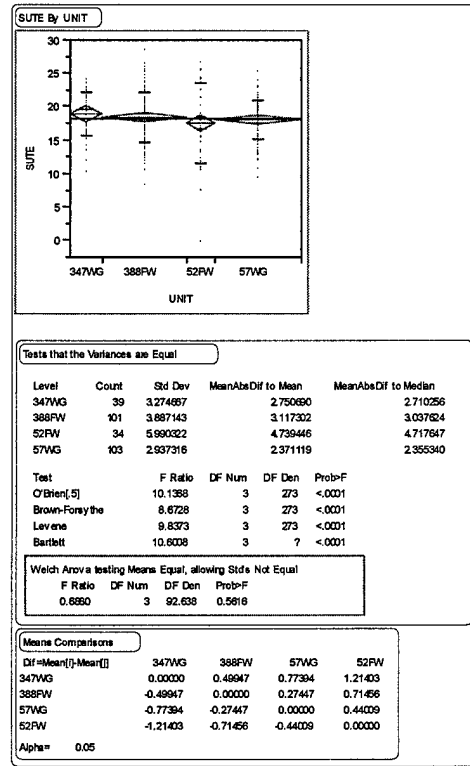 SUTE By UNIT
30
25
20
15
10
5
0
SUTE
347WG 388FW 52FW 57WG
UNIT
Tests that the Variances are Equal
Level Count Std Dev MeanAbsDif to Mean MeanAbsDif to Median
347WG 39 3.274667 2.750690 2.710256
388FW 101 3.887143 3.117302 3.037624
52FW 34 5.990322 4.739446 4.717647
57WG 103 2.937316 2.371119 2.355340
Test F Ratio DF Num DF Den Prob>F
O'Brien[.5] 10.1368 3 273 <.0001
Brown-Forsythe 8.6728 3 273 <.0001
Levene 9.8373 3 273 <.0001
Bartlett 10.6008 3 ? <.0001
Welch Anova testing Means Equal, allowing Stds Not Equal
F Ratio DF Num DF Den Prob>F
0.6860 3 92.638 0.5616
Means Comparisons
Dif=Mean[i]-Mean[j] 347WG 388FW 57WG 52FW
347WG 0.00000 0.49947 0.77394 1.21403
388FW -0.49947 0.00000 0.27447 0.71456
57WG -0.77394 -0.27447 0.00000 0.44009
52FW -1.21403 -0.71456 -0.44009 0.00000
Alpha= 0.05